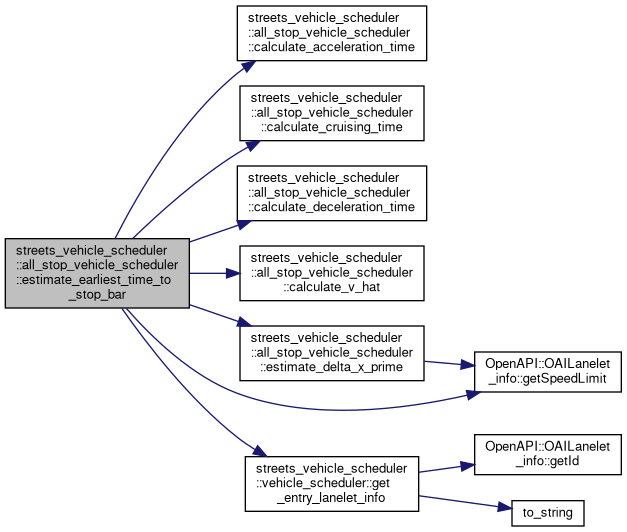 streets_vehicle_scheduler
::all_stop_vehicle_scheduler
::calculate_acceleration_time
streets_vehicle_scheduler
::all_stop_vehicle_scheduler
::calculate_cruising_time
streets_vehicle_scheduler
::all_stop_vehicle_scheduler
::calculate_deceleration_time
streets_vehicle_scheduler
::all_stop_vehicle_scheduler
::estimate_earliest_time_to
_stop_bar
streets_vehicle_scheduler
::all_stop_vehicle_scheduler
::calculate_v_hat
streets_vehicle_scheduler
::all_stop_vehicle_scheduler
::estimate_delta_x_prime
OpenAPI::OAILanelet
_info::getSpeedLimit
streets_vehicle_scheduler
::vehicle_scheduler::get
_entry_lanelet_info
OpenAPI::OAILanelet
_info::getId
to_string